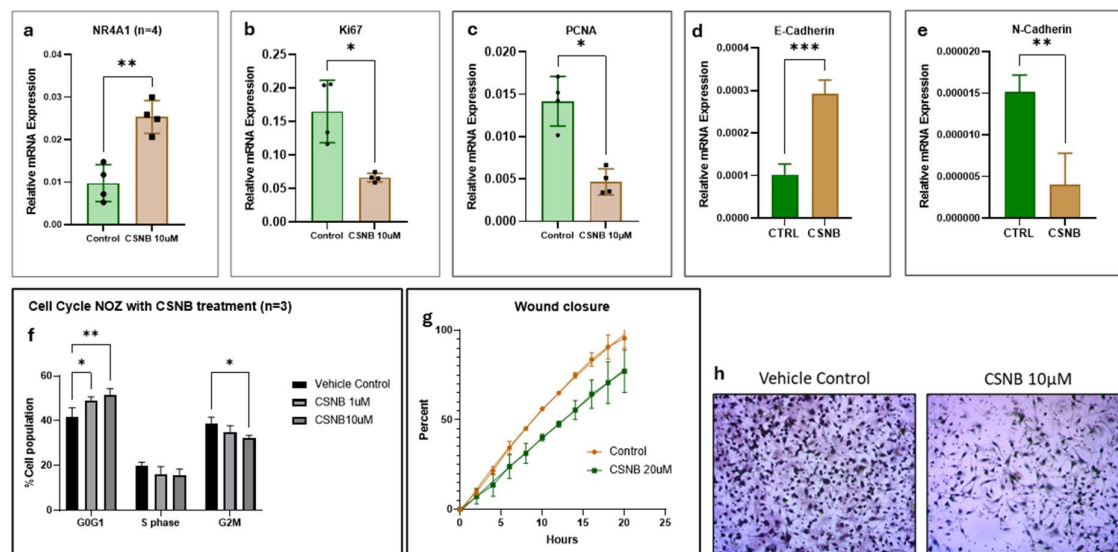 a
NR4A1 (n=4)
**
Relative mRNA Expression
0.04
0.03
0.02
0.01
0.00
Control CSNB 10uM
b
Ki67
*
Relative mRNA Expression
0.25
0.20
0.15
0.10
0.05
0.00
Control CSNB 10uM
c
PCNA
*
Relative mRNA Expression
0.020
0.015
0.010
0.005
0.000
Control CSNB 10µM
d
E-Cadherin
***
Relative mRNA Expression
0.0004
0.0003
0.0002
0.0001
0.0000
CTRL CSNB
e
N-Cadherin
**
Relative mRNA Expression
0.000020
0.000015
0.000010
0.000005
0.000000
CTRL CSNB
Cell Cycle NOZ with CSNB treatment (n=3)
f
**
*
*
% Cell population
60
40
20
0
G0G1 S phase G2M
Vehicle Control
CSNB 1uM
CSNB10uM
Wound closure
g
Percent
100
50
0
0 5 10 15 20 25
Hours
Control
CSNB 20uM
h
Vehicle Control
CSNB 10µM